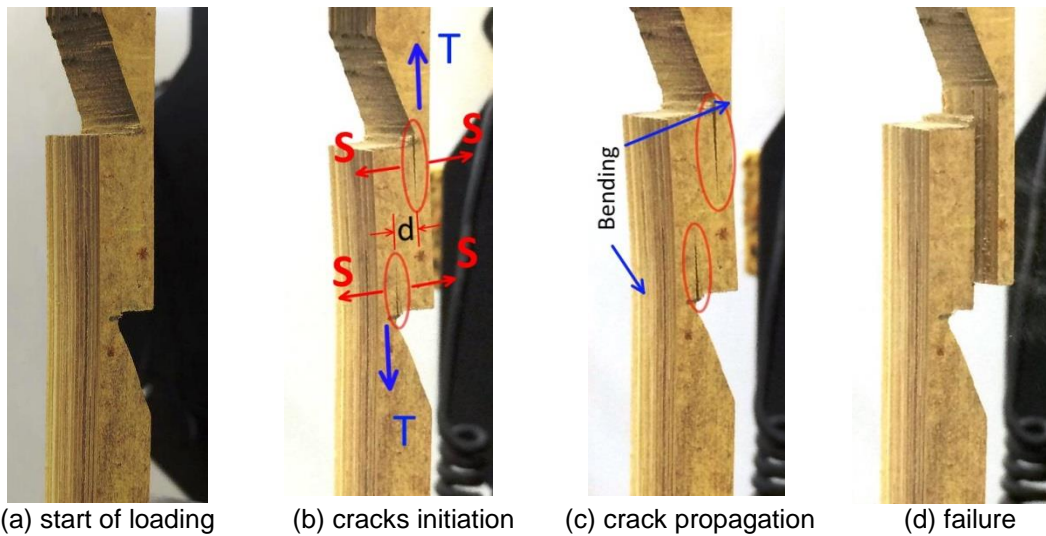 T
S
S
d
S
S
T
Bending
(a) start of loading
(b) cracks initiation
(c) crack propagation
(d) failure